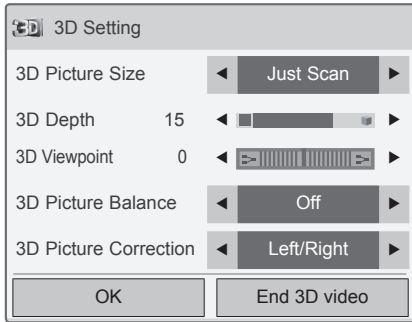 3D 3D Setting
3D Picture Size Just Scan
3D Depth 15
3D Viewpoint 0
3D Picture Balance Off
3D Picture Correction Left/Right
OK End 3D video